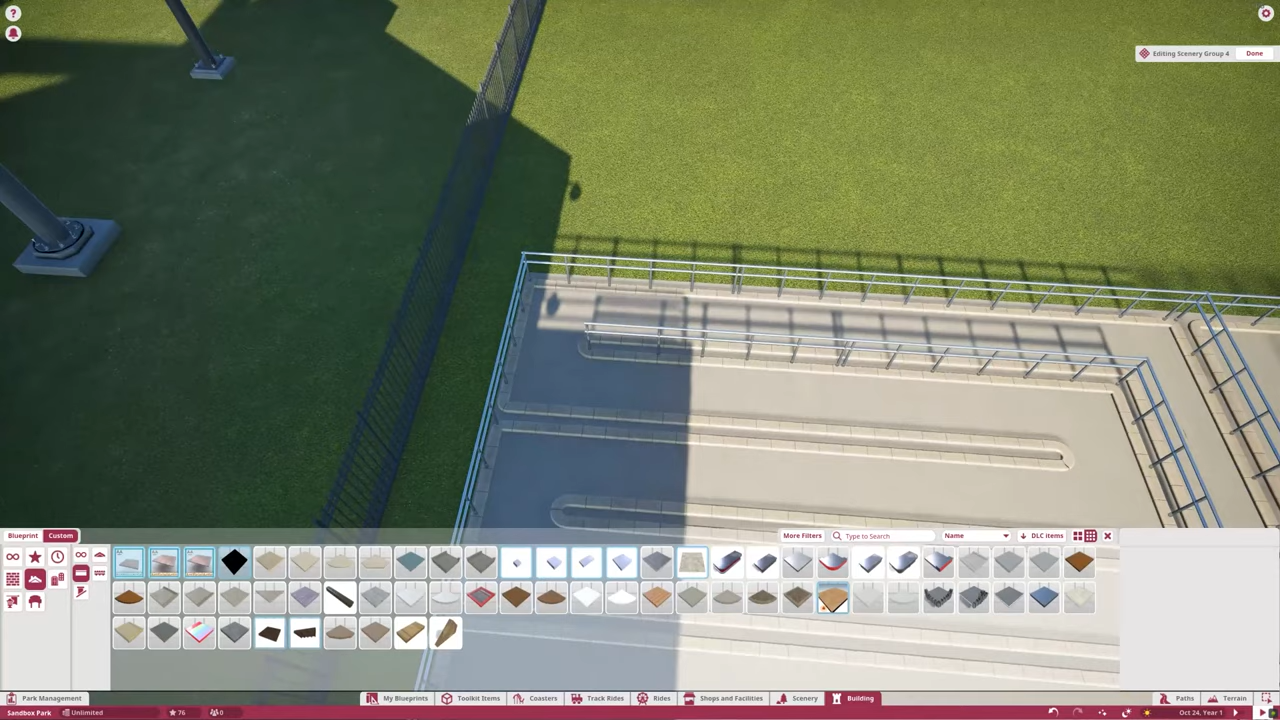 ?
Editing Scenery Group 4 Done
Blueprint Custom More Filters Type to Search Name DLC items
Park Management My Blueprints Toolkit Items Coasters Track Rides Rides Shops and Facilities Scenery Building Paths Terrain
Sandbox Park Unlimited 76 0 Oct 24, Year 1